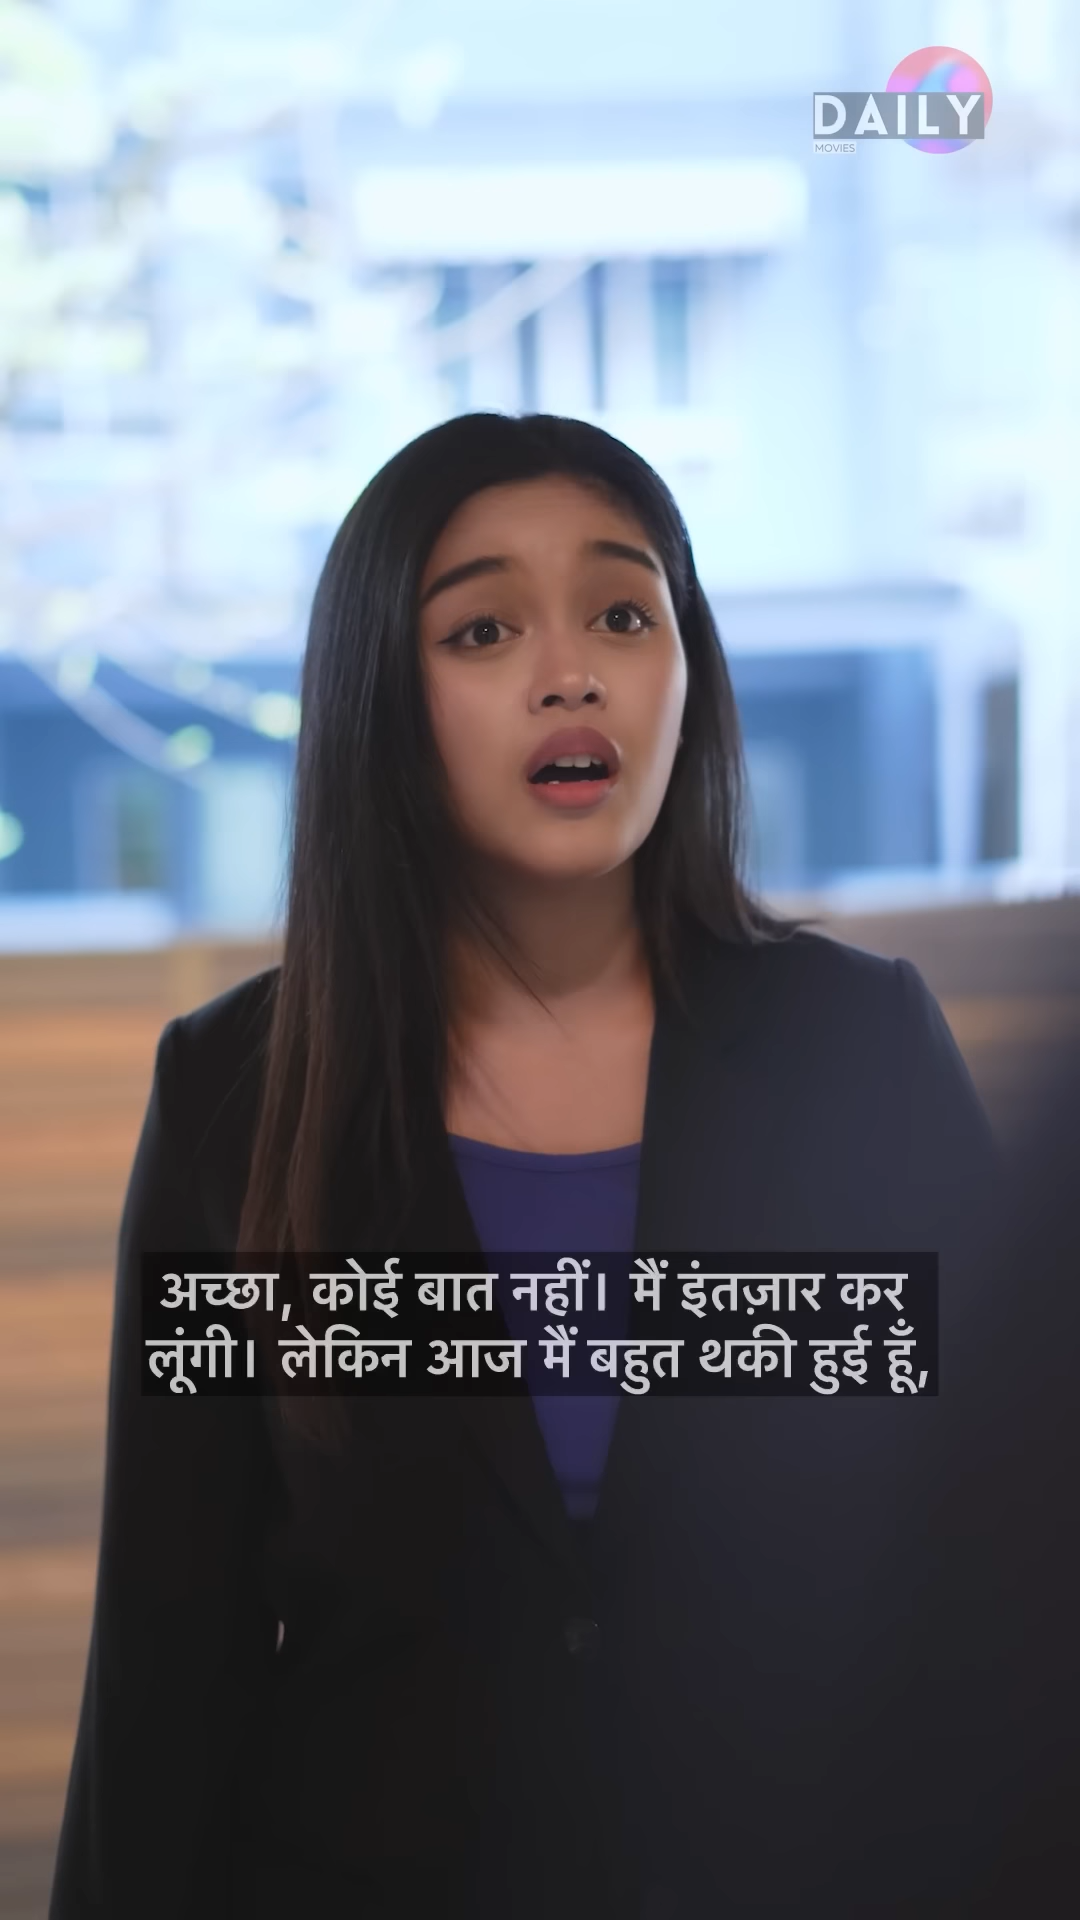 DAILY
MOVIES
अच्छा, कोई बात नहीं। मैं इंतज़ार कर
लूंगी। लेकिन आज मैं बहुत थकी हुई हूँ,